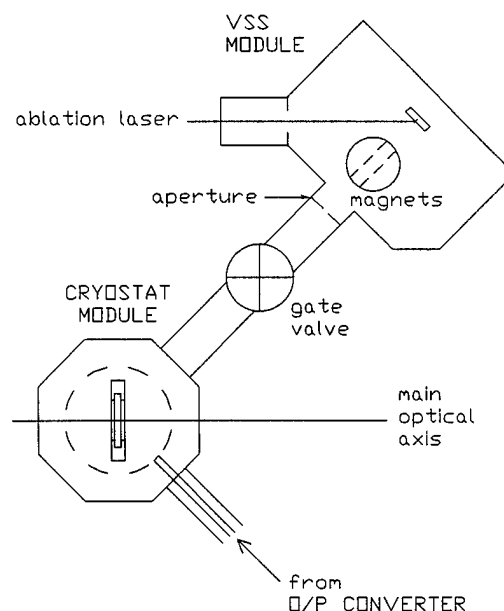 VSS
MODULE
ablation laser
aperture
magnets
CRYOSTAT
MODULE
gate
valve
main
optical
axis
from
O/P CONVERTER